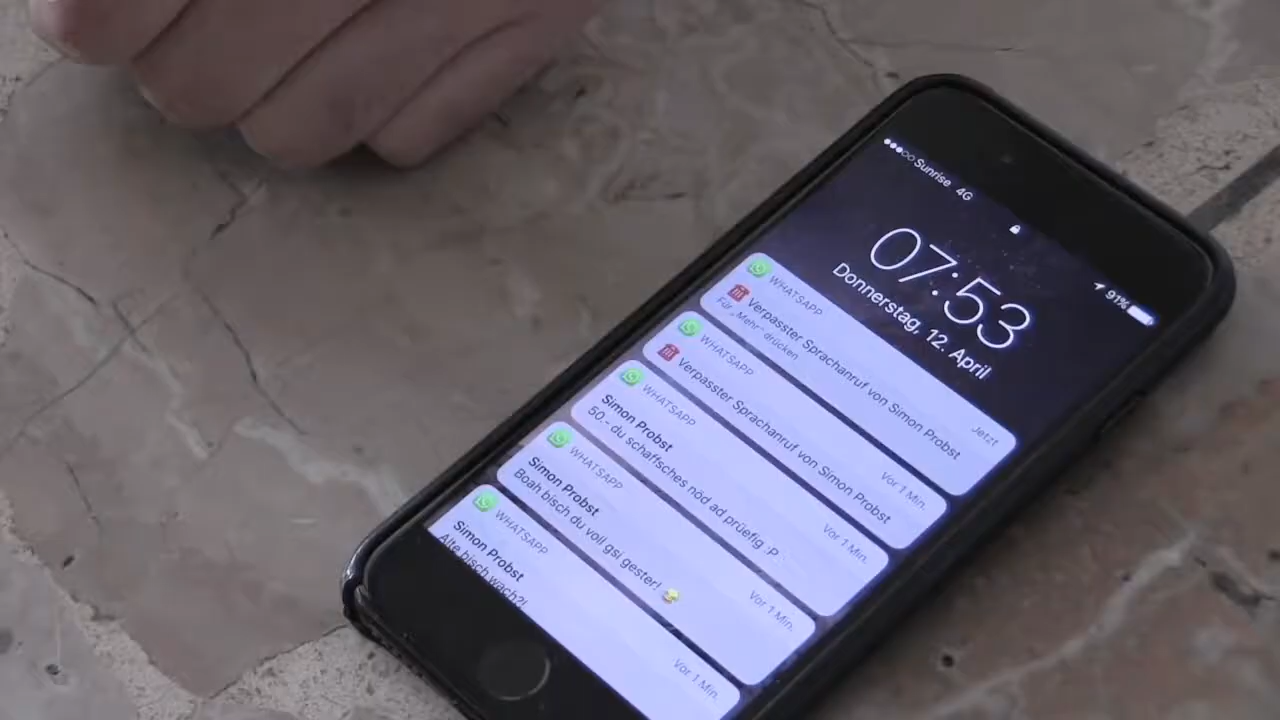 Sunrise 4G
91%
07:53
Donnerstag, 12. April
WHATSAPP
Jetzt
Verpasster Sprachanruf von Simon Probst
Für „Mehr“ drücken
WHATSAPP
Vor 1 Min.
Verpasster Sprachanruf von Simon Probst
WHATSAPP
Vor 1 Min.
Simon Probst
50.- du schaffsches nöd ad prüefig :P
WHATSAPP
Vor 1 Min.
Simon Probst
Boah bisch du voll gsi gester! 😂
WHATSAPP
Vor 1 Min.
Simon Probst
Alte bisch wach?!